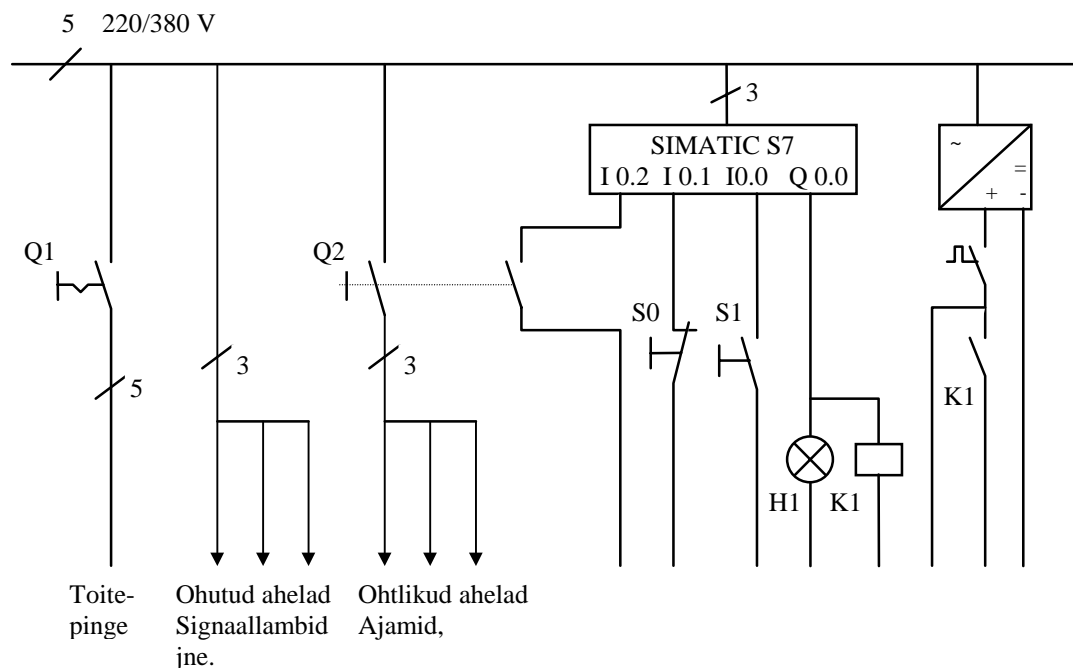 5 220/380 V
3
SIMATIC S7
I 0.2 I 0.1 I0.0 Q 0.0
~
=
+ -
Q1
Q2
S0 S1
3
3
5
K1
H1 K1
Toite-
pinge
Ohutud ahelad
Signaallambid
jne.
Ohtlikud ahelad
Ajamid,